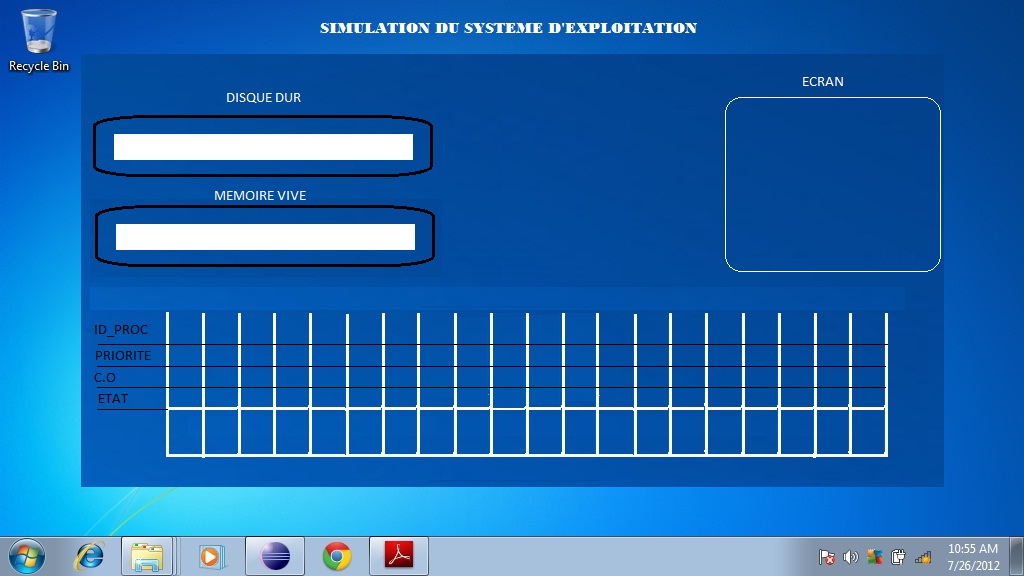 SIMULATION DU SYSTEME D'EXPLOITATION
Recycle Bin
DISQUE DUR
ECRAN
MEMOIRE VIVE
ID_PROC
PRIORITE
C.O
ETAT
10:55 AM
7/26/2012